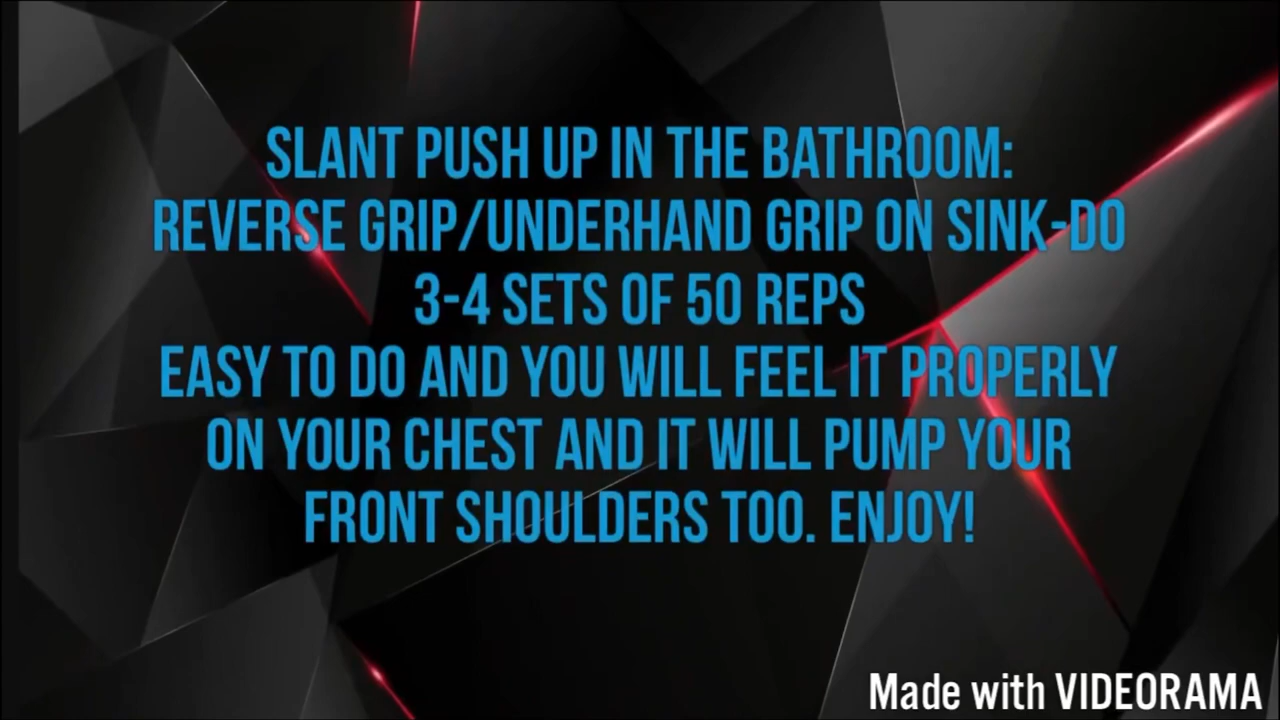 SLANT PUSH UP IN THE BATHROOM:
REVERSE GRIP/UNDERHAND GRIP ON SINK-DO
3-4 SETS OF 50 REPS
EASY TO DO AND YOU WILL FEEL IT PROPERLY
ON YOUR CHEST AND IT WILL PUMP YOUR
FRONT SHOULDERS TOO. ENJOY!
Made with VIDEORAMA